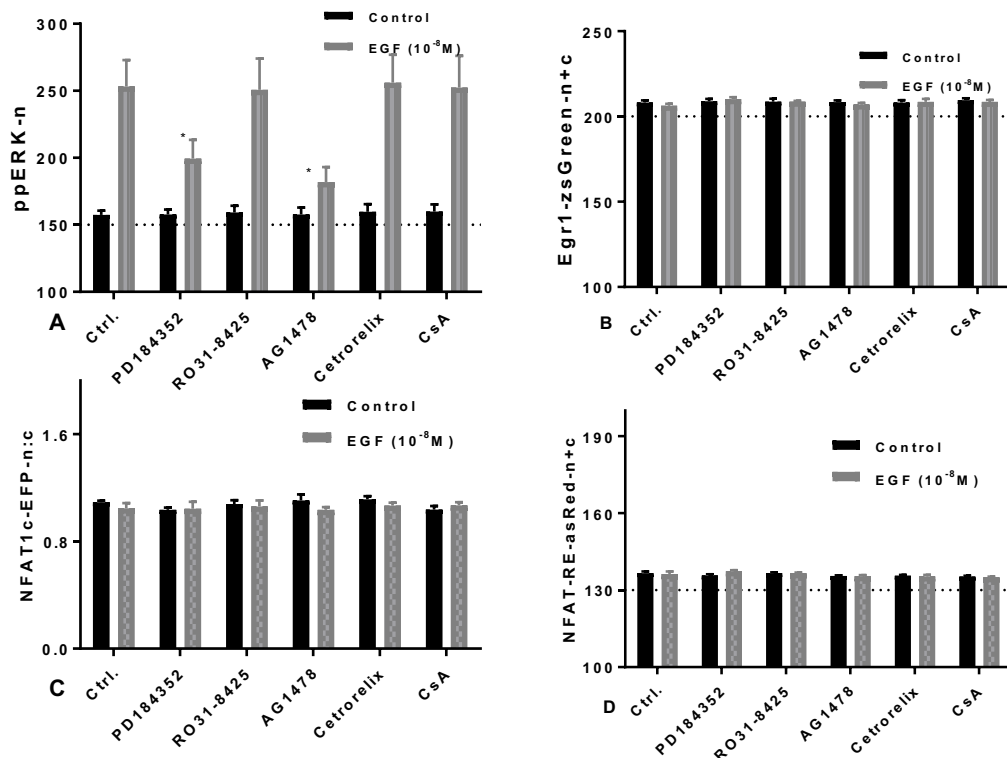 300
250
200
150
100
ppERK-n
Control
EGF (10⁻⁸M)
*
*
A
Ctrl.
PD184352
RO31-8425
AG1478
Cetrorelix
CsA
250
200
150
100
Egr1-zsGreen-n+c
Control
EGF (10⁻⁸M)
B
Ctrl.
PD184352
RO31-8425
AG1478
Cetrorelix
CsA
1.6
0.8
0.0
NFAT1c-EFP-n:c
Control
EGF (10⁻⁸M)
C
Ctrl.
PD184352
RO31-8425
AG1478
Cetrorelix
CsA
190
160
130
100
NFAT-RE-asRed-n+c
Control
EGF (10⁻⁸M)
D
Ctrl.
PD184352
RO31-8425
AG1478
Cetrorelix
CsA